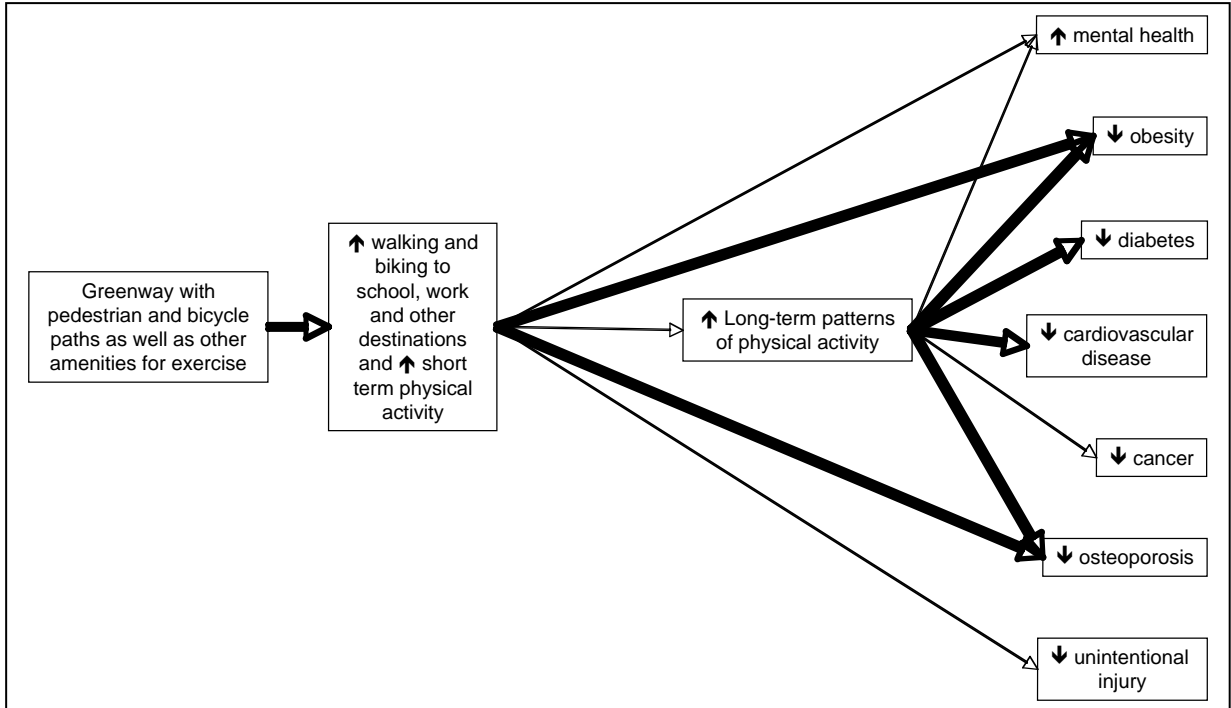 Greenway with
pedestrian and bicycle
paths as well as other
amenities for exercise
↑ walking and
biking to
school, work
and other
destinations
and ↑ short
term physical
activity
↑ Long-term patterns
of physical activity
↑ mental health
↓ obesity
↓ diabetes
↓ cardiovascular
disease
↓ cancer
↓ osteoporosis
↓ unintentional
injury